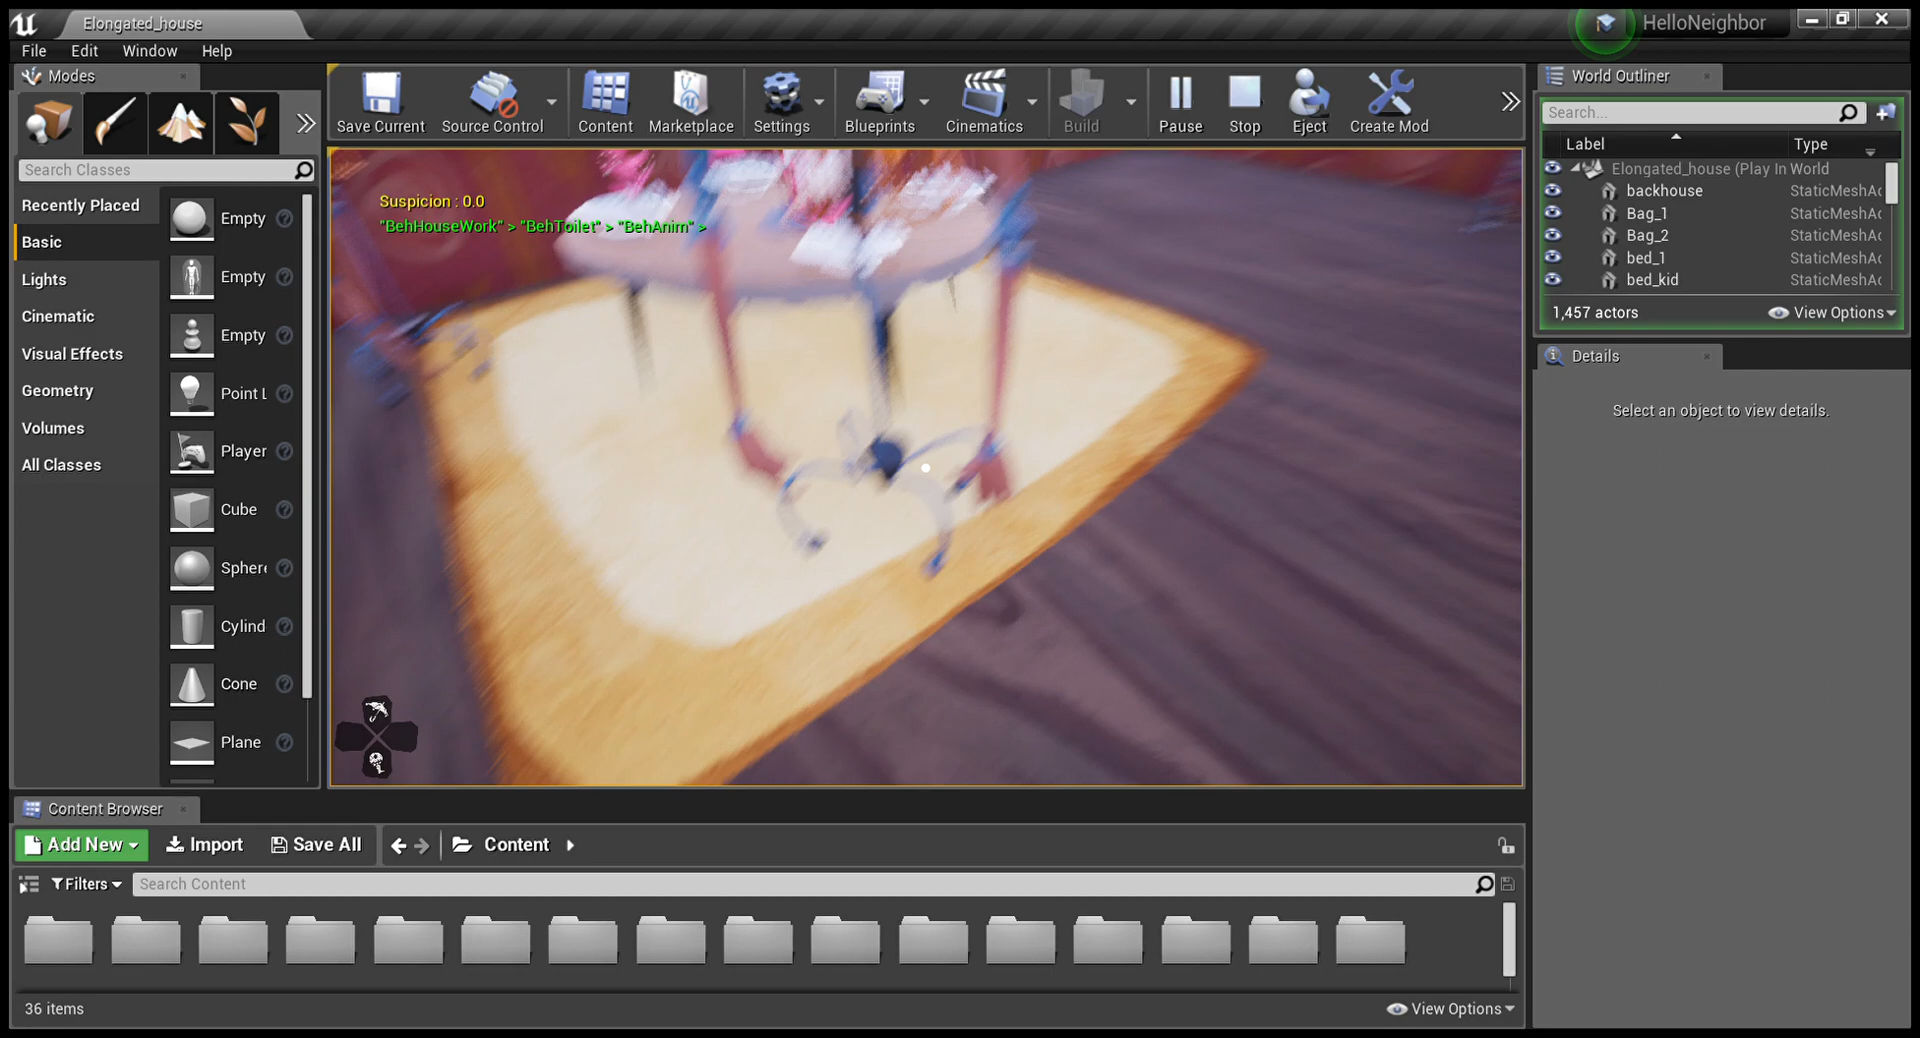 Elongated_house
HelloNeighbor
File Edit Window Help
Modes
Save Current
Source Control
Content
Marketplace
Settings
Blueprints
Cinematics
Build
Pause
Stop
Eject
Create Mod
Search Classes
Recently Placed
Basic
Lights
Cinematic
Visual Effects
Geometry
Volumes
All Classes
Empty
Empty
Empty
Point L
Player
Cube
Sphere
Cylind
Cone
Plane
Suspicion : 0.0
"BehHouseWork" > "BehToilet" > "BehAnim" >
World Outliner
Search...
Label Type
Elongated_house (Play In World
backhouse StaticMeshAc
Bag_1 StaticMeshAc
Bag_2 StaticMeshAc
bed_1 StaticMeshAc
bed_kid StaticMeshAc
1,457 actors View Options
Details
Select an object to view details.
Content Browser
Add New Import Save All Content
Filters Search Content
36 items View Options